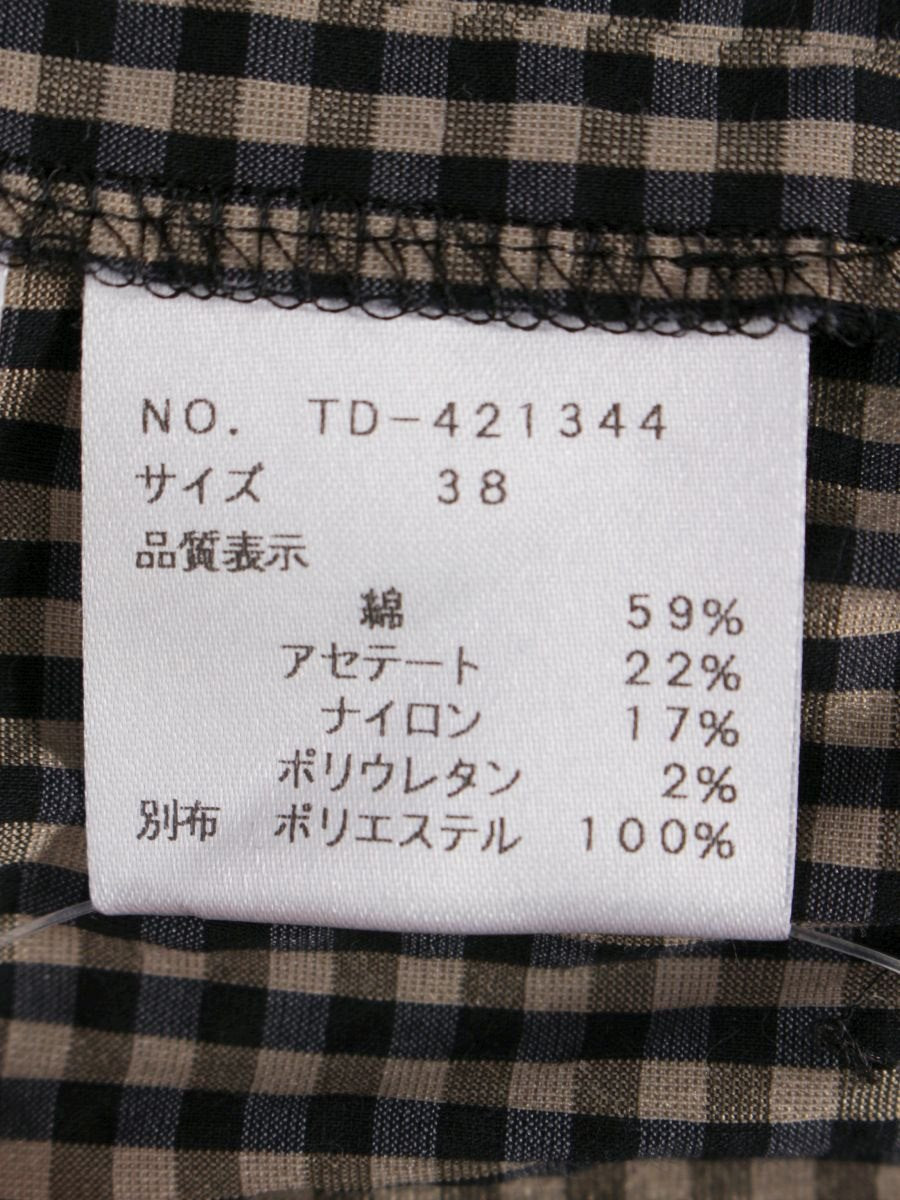 NO. TD-421344
サイズ 38
品質表示
綿 59%
アセテート 22%
ナイロン 17%
ポリウレタン 2%
別布 ポリエステル 100%